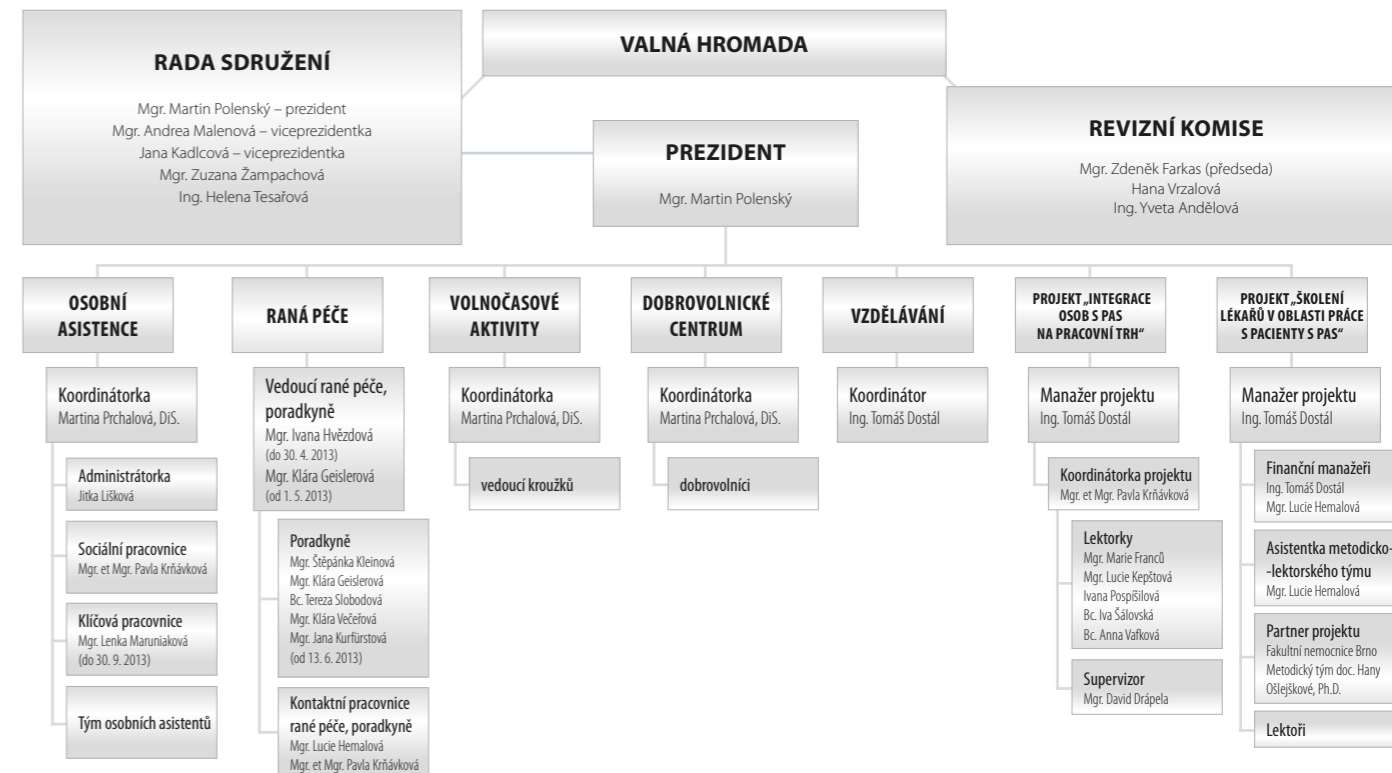 RADA SDRUŽENÍ
Mgr. Martin Polenský – prezident
Mgr. Andrea Malenová – viceprezidentka
Jana Kadlcová – viceprezidentka
Mgr. Zuzana Žampachová
Ing. Helena Tesařová
VALNÁ HROMADA
PREZIDENT
Mgr. Martin Polenský
REVIZNÍ KOMISE
Mgr. Zdeněk Farkas (předseda)
Hana Vrzalová
Ing. Yveta Andělová
OSOBNÍ
ASISTENCE
Koordinátorka
Martina Prchalová, DiS.
Administrátorka
Jitka Lišková
Sociální pracovnice
Mgr. et Mgr. Pavla Krňávková
Klíčová pracovnice
Mgr. Lenka Maruniaková
(do 30. 9. 2013)
Tým osobních asistentů
RANÁ PÉČE
Vedoucí rané péče,
poradkyně
Mgr. Ivana Hvězdová
(do 30. 4. 2013)
Mgr. Klára Geislerová
(od 1. 5. 2013)
Poradkyně
Mgr. Štěpánka Kleinová
Mgr. Klára Geislerová
Bc. Tereza Slobodová
Mgr. Klára Večeřová
Mgr. Jana Kurfürstová
(od 13. 6. 2013)
Kontaktní pracovnice
rané péče, poradkyně
Mgr. Lucie Hemalová
Mgr. et Mgr. Pavla Krňávková
VOLNOČASOVÉ
AKTIVITY
Koordinátorka
Martina Prchalová, DiS.
vedoucí kroužků
DOBROVOLNICKÉ
CENTRUM
Koordinátorka
Martina Prchalová, DiS.
dobrovolníci
VZDĚLÁVÁNÍ
Koordinátor
Ing. Tomáš Dostál
PROJEKT „INTEGRACE
OSOB S PAS
NA PRACOVNÍ TRH“
Manažer projektu
Ing. Tomáš Dostál
Koordinátorka projektu
Mgr. et Mgr. Pavla Krňávková
Lektorky
Mgr. Marie Franců
Mgr. Lucie Kepštová
Ivana Pospíšilová
Bc. Iva Šálovská
Bc. Anna Vafková
Supervizor
Mgr. David Drápela
PROJEKT „ŠKOLENÍ
LÉKAŘŮ V OBLASTI PRÁCE
S PACIENTY S PAS“
Manažer projektu
Ing. Tomáš Dostál
Finanční manažeři
Ing. Tomáš Dostál
Mgr. Lucie Hemalová
Asistentka metodicko-
-lektorského týmu
Mgr. Lucie Hemalová
Partner projektu
Fakultní nemocnice Brno
Metodický tým doc. Hany
Ošlejškové, Ph.D.
Lektoři